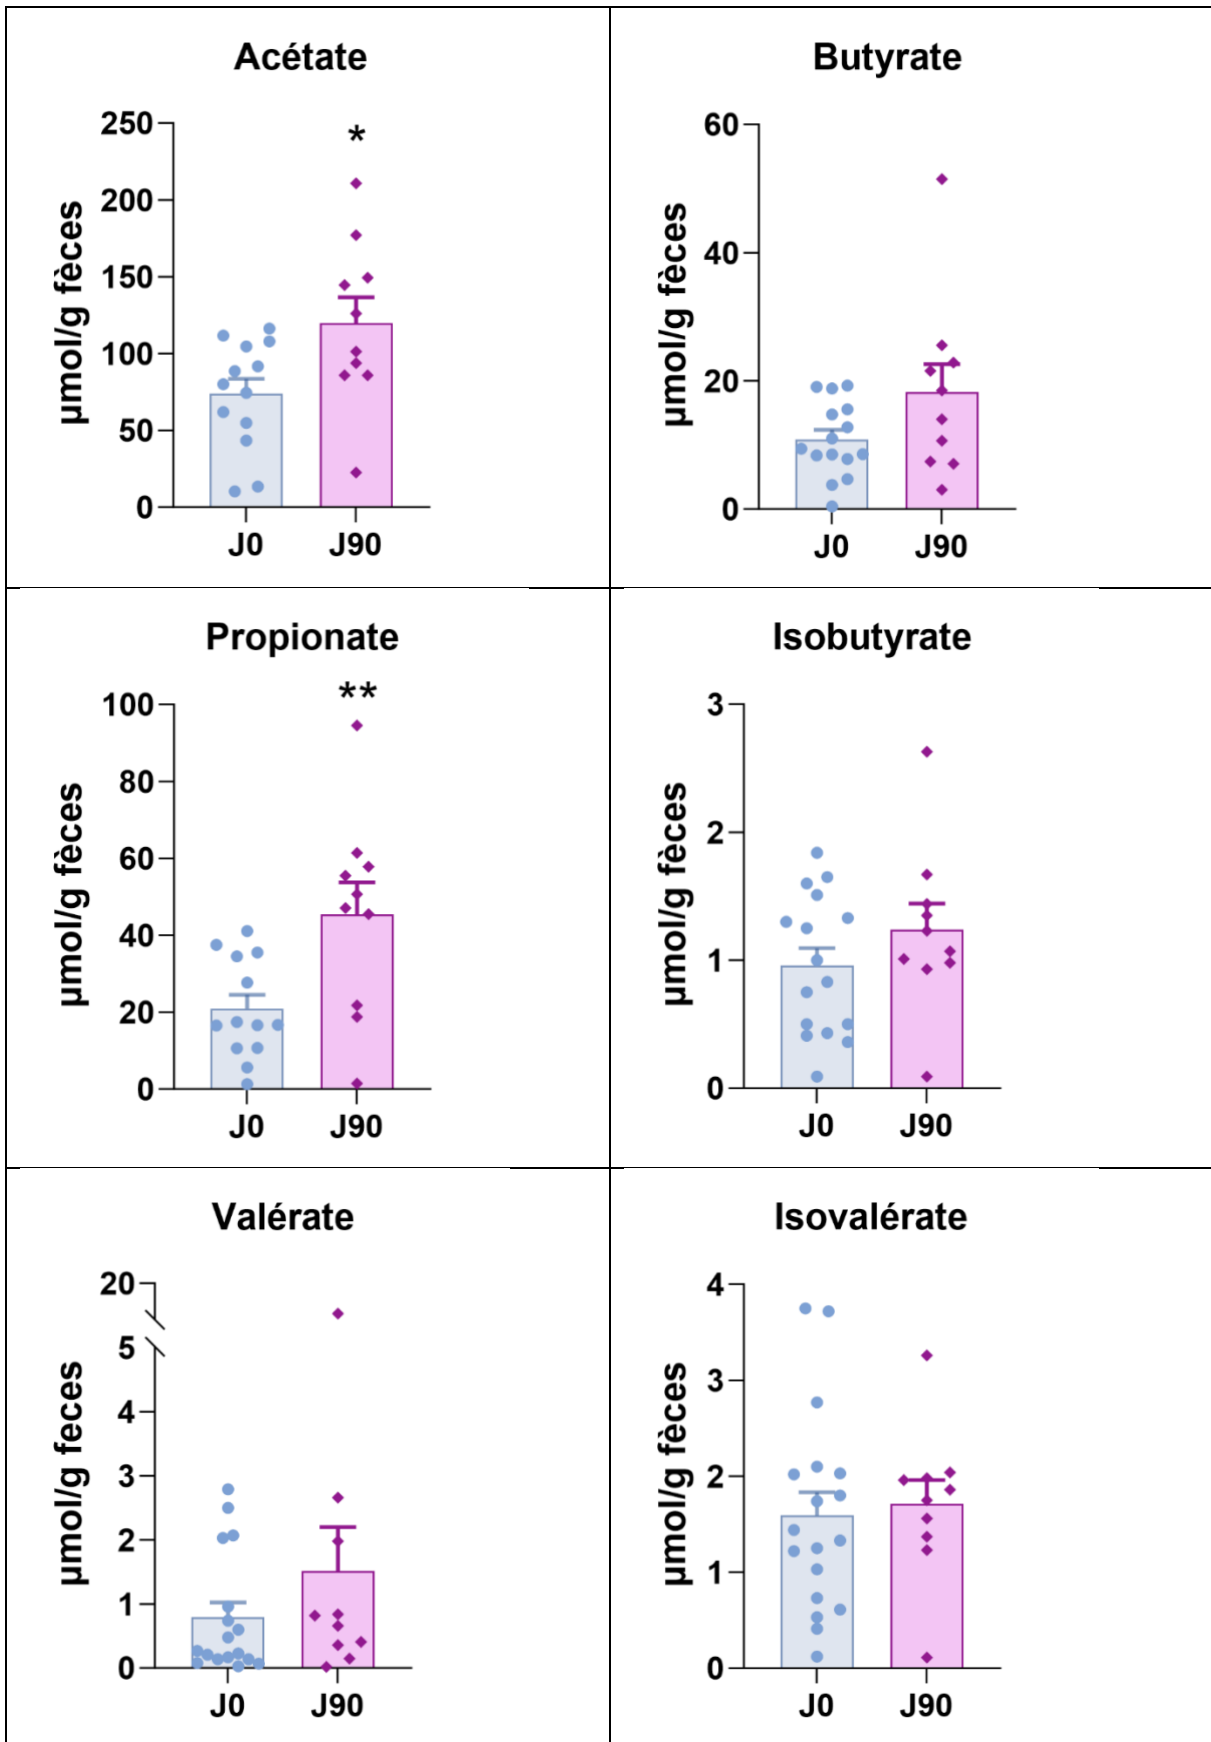 Acétate
µmol/g fèces
250
*
200
150
100
50
0
J0 J90
Butyrate
µmol/g fèces
60
40
20
0
J0 J90
Propionate
µmol/g fèces
100
**
80
60
40
20
0
J0 J90
Isobutyrate
µmol/g fèces
3
2
1
0
J0 J90
Valérate
µmol/g feces
20
5
4
3
2
1
0
J0 J90
Isovalérate
µmol/g fèces
4
3
2
1
0
J0 J90